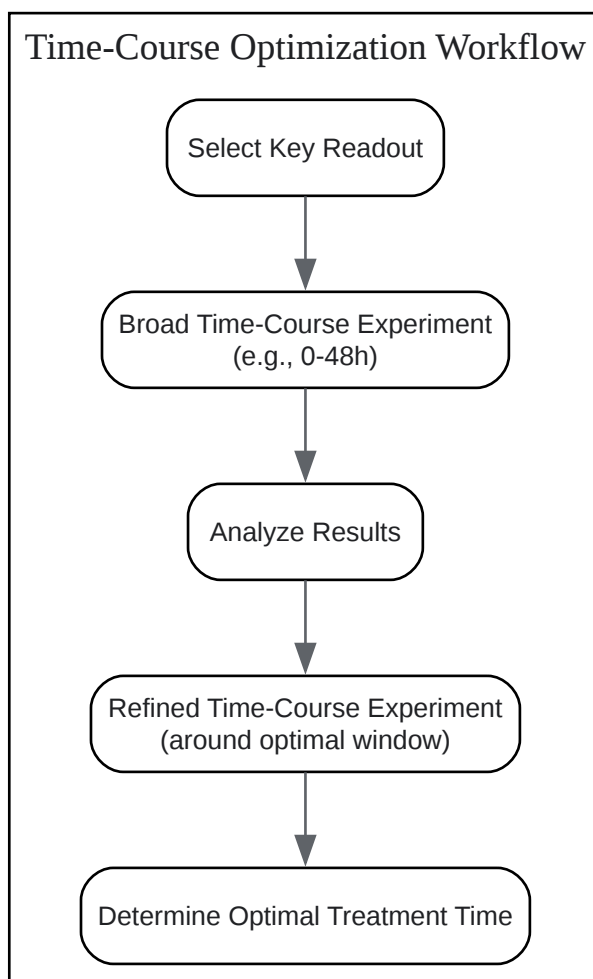 Time-Course Optimization Workflow
Select Key Readout
Broad Time-Course Experiment
(e.g., 0-48h)
Analyze Results
Refined Time-Course Experiment
(around optimal window)
Determine Optimal Treatment Time